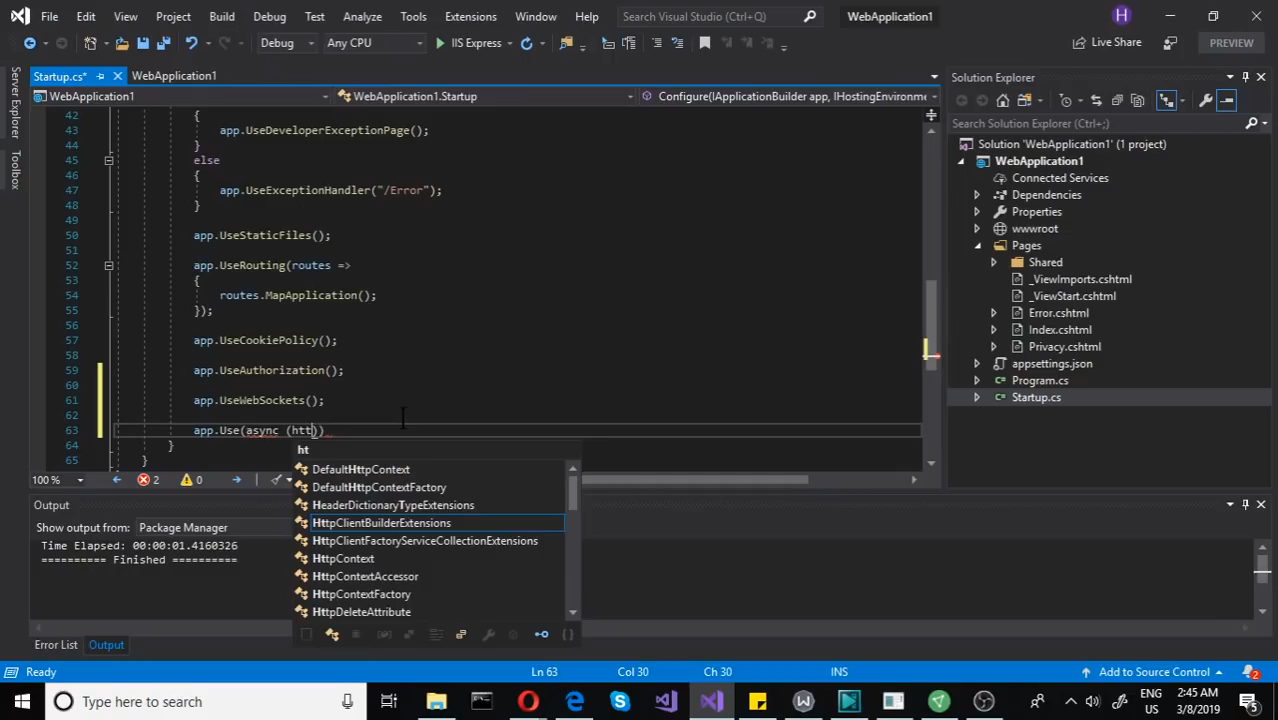 File Edit View Project Build Debug Test Analyze Tools Extensions Window Help Search Visual Studio WebApplication1 H
Debug Any CPU IIS Express Live Share PREVIEW
Server Explorer
Toolbox
Startup.cs* WebApplication1
WebApplication1 WebApplication1.Startup Configure(IApplicationBuilder app, IHostingEnvironme
42 {
43 app.UseDeveloperExceptionPage();
44 }
45 else
46 {
47 app.UseExceptionHandler("/Error");
48 }
49
50 app.UseStaticFiles();
51
52 app.UseRouting(routes =>
53 {
54 routes.MapApplication();
55 });
56
57 app.UseCookiePolicy();
58
59 app.UseAuthorization();
60
61 app.UseWebSockets();
62
63 app.Use(async (htt))
64 }
65 }
ht
DefaultHttpContext
DefaultHttpContextFactory
HeaderDictionaryTypeExtensions
HttpClientBuilderExtensions
HttpClientFactoryServiceCollectionExtensions
HttpContext
HttpContextAccessor
HttpContextFactory
HttpDeleteAttribute
100 % 2 0
Output
Show output from: Package Manager
Time Elapsed: 00:00:01.4160326
========== Finished ==========
Error List Output
Solution Explorer
Search Solution Explorer (Ctrl+;)
Solution 'WebApplication1' (1 project)
WebApplication1
Connected Services
Dependencies
Properties
wwwroot
Pages
Shared
_ViewImports.cshtml
_ViewStart.cshtml
Error.cshtml
Index.cshtml
Privacy.cshtml
appsettings.json
Program.cs
Startup.cs
Ready Ln 63 Col 30 Ch 30 INS Add to Source Control 2
Type here to search
ENG
US
2:45 AM
3/8/2019
5